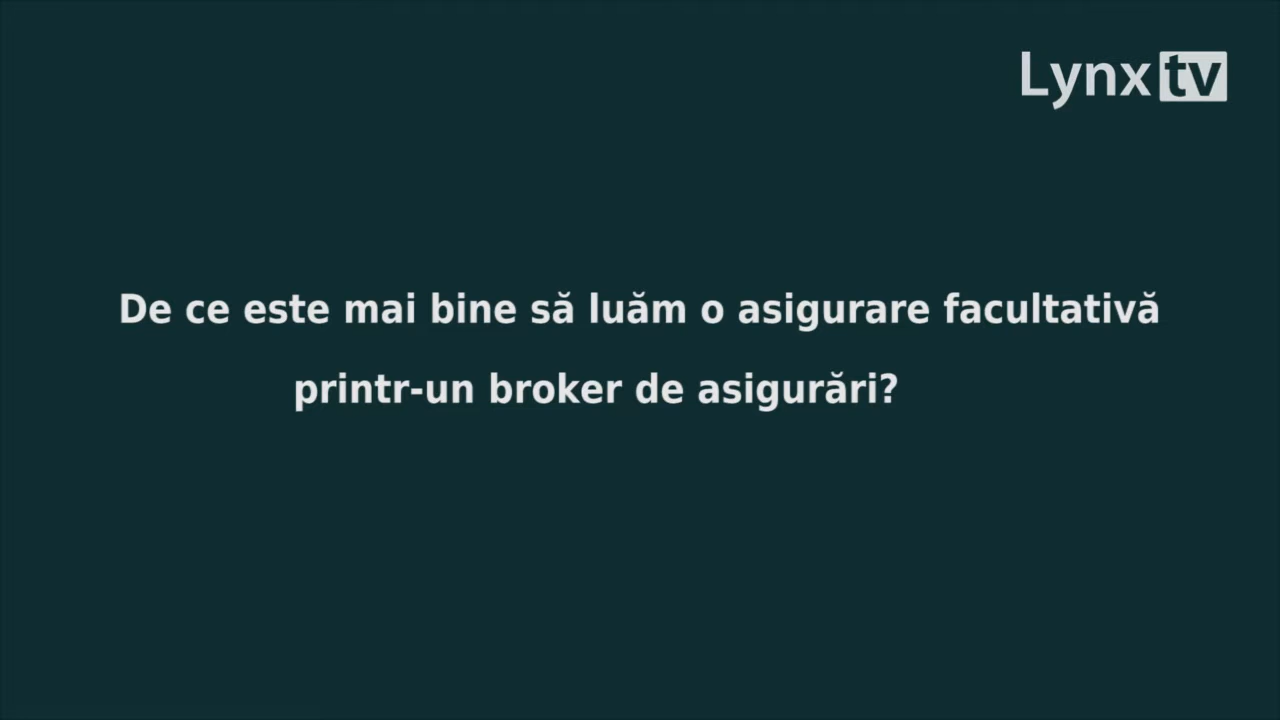 Lynx tv
De ce este mai bine să luăm o asigurare facultativă
printr-un broker de asigurări?